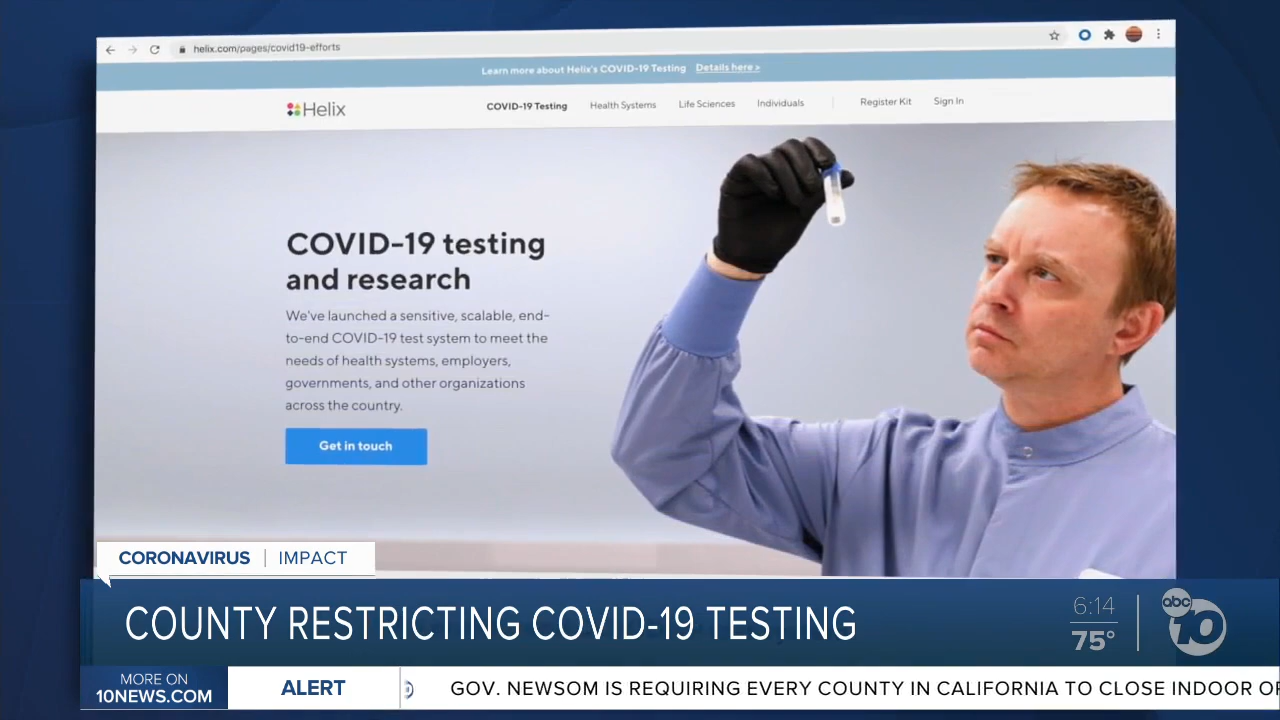 helix.com/pages/covid19-efforts
Learn more about Helix's COVID-19 Testing Details here >
Helix COVID-19 Testing Health Systems Life Sciences Individuals Register Kit Sign In
COVID-19 testing
and research
We've launched a sensitive, scalable, end-
to-end COVID-19 test system to meet the
needs of health systems, employers,
governments, and other organizations
across the country.
Get in touch
CORONAVIRUS | IMPACT
COUNTY RESTRICTING COVID-19 TESTING
6:14
75°
abc
10
MORE ON
10NEWS.COM
ALERT
GOV. NEWSOM IS REQUIRING EVERY COUNTY IN CALIFORNIA TO CLOSE INDOOR